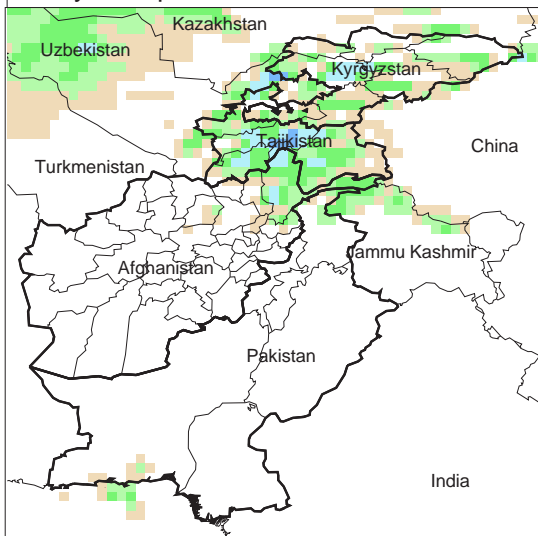 Kazakhstan
Uzbekistan
Kyrgyzstan
Tajikistan
China
Turkmenistan
Jammu Kashmir
Afghanistan
Pakistan
India